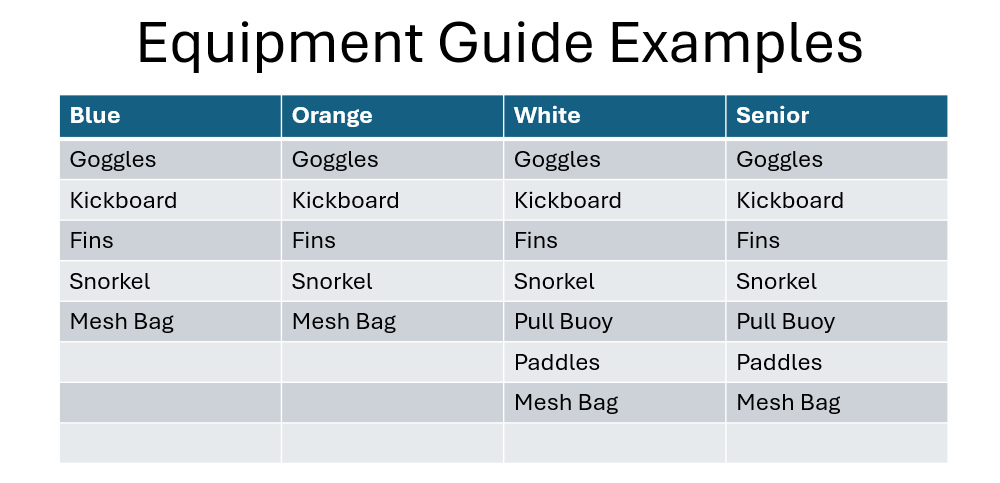 Equipment Guide Examples
Blue Orange White Senior
Goggles Goggles Goggles Goggles
Kickboard Kickboard Kickboard Kickboard
Fins Fins Fins Fins
Snorkel Snorkel Snorkel Snorkel
Mesh Bag Mesh Bag Pull Buoy Pull Buoy
Paddles Paddles
Mesh Bag Mesh Bag